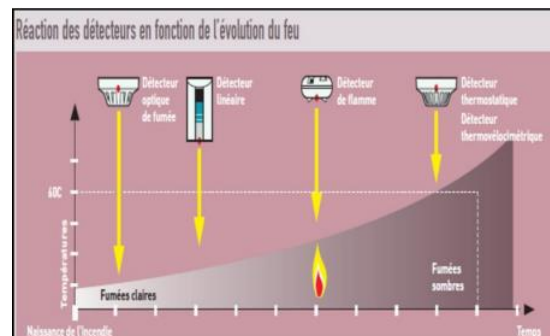 Réaction des détecteurs en fonction de l'évolution du feu
Détecteur
optique
de fumée
Détecteur
linéaire
Détecteur
de flamme
Détecteur
thermostatique
Détecteur
thermovélocimétrique
60C
Températures
Fumées claires
Fumées
sombres
Naissance de l'incendie
Temps